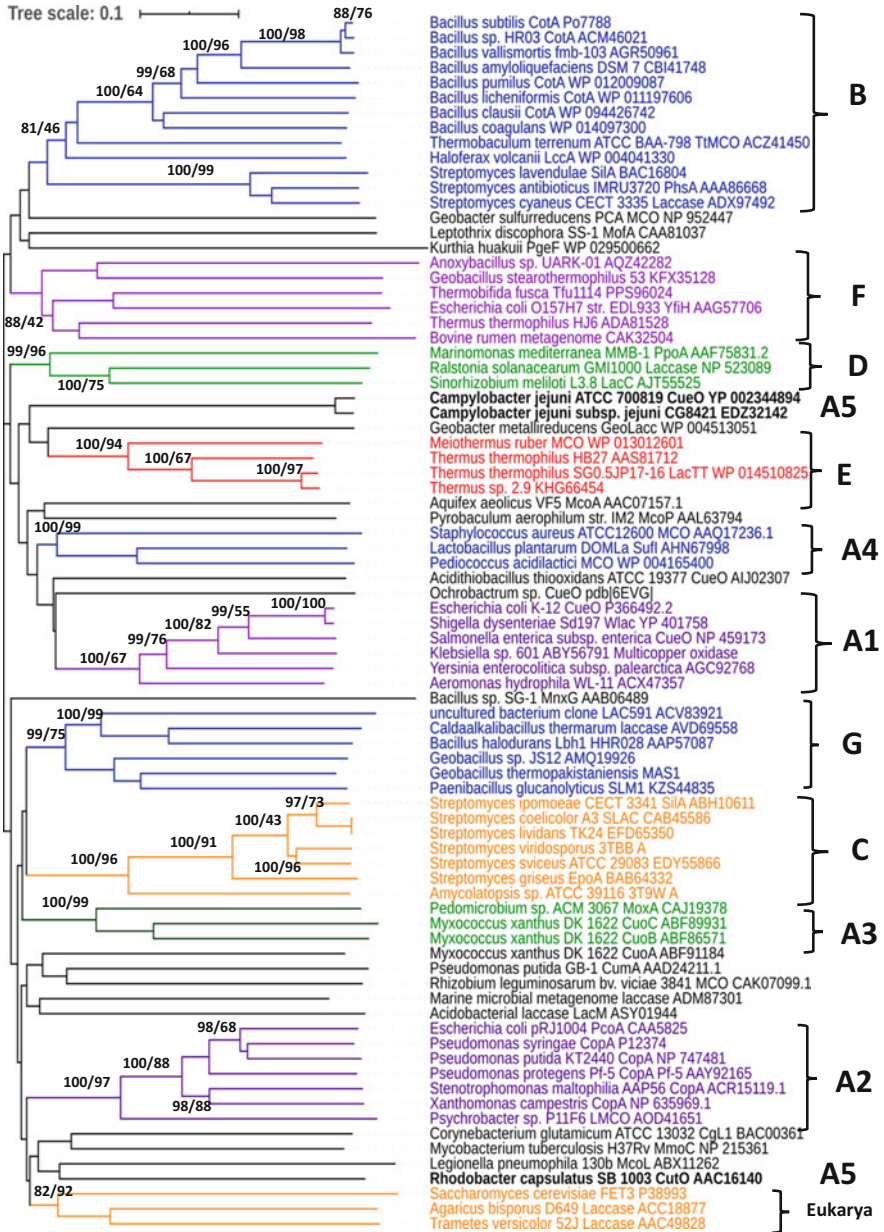 Tree scale: 0.1
88/76
Bacillus subtilis CotA Po7788
100/98
Bacillus sp. HR03 CotA ACM46021
100/96
Bacillus vallismortis fmb-103 AGR50961
99/68
Bacillus amyloliquefaciens DSM 7 CBI41748
100/64
Bacillus pumilus CotA WP 012009087
Bacillus licheniformis CotA WP 011197606
B
Bacillus clausii CotA WP 094426742
81/46
Bacillus coagulans WP 014097300
Thermobaculum terrenum ATCC BAA-798 TtMCO ACZ41450
Haloferax volcanii LccA WP 004041330
100/99
Streptomyces lavendulae SilA BAC16804
Streptomyces antibioticus IMRU3720 PhsA AAA86668
Streptomyces cyaneus CECT 3335 Laccase ADX97492
Geobacter sulfurreducens PCA MCO NP 952447
Leptothrix discophora SS-1 MofA CAA81037
Kurthia huakuii PgeF WP 029500662
Anoxybacillus sp. UARK-01 AQZ42282
Geobacillus stearothermophilus 53 KFX35128
Thermobifida fusca Tfu1114 PPS96024
F
Escherichia coli O157H7 str. EDL933 YfiH AAG57706
88/42
Thermus thermophilus HJ6 ADA81528
Bovine rumen metagenome CAK32504
99/96
Marinomonas mediterranea MMB-1 PpoA AAF75831.2
Ralstonia solanacearum GMI1000 Laccase NP 523089
D
100/75
Sinorhizobium meliloti L3.8 LacC AJT55525
Campylobacter jejuni ATCC 700819 CueO YP 002344894
A5
Campylobacter jejuni subsp. jejuni CG8421 EDZ32142
Geobacter metallireducens GeoLacc WP 004513051
100/94
Meiothermus ruber MCO WP 013012601
100/67
Thermus thermophilus HB27 AAS81712
E
100/97
Thermus thermophilus SG0.5JP17-16 LacTT WP 014510825
Thermus sp. 2.9 KHG66454
Aquifex aeolicus VF5 McoA AAC07157.1
Pyrobaculum aerophilum str. IM2 McoP AAL63794
100/99
Staphylococcus aureus ATCC12600 MCO AAQ17236.1
Lactobacillus plantarum DOMLa SufI AHN67998
A4
Pediococcus acidilactici MCO WP 004165400
Acidithiobacillus thiooxidans ATCC 19377 CueO AIJ02307
Ochrobactrum sp. CueO pdb|6EVG|
100/100
Escherichia coli K-12 CueO P366492.2
99/55
Shigella dysenteriae Sd197 Wlac YP 401758
100/82
Salmonella enterica subsp. enterica CueO NP 459173
A1
99/76
Klebsiella sp. 601 ABY56791 Multicopper oxidase
100/67
Yersinia enterocolitica subsp. palearctica AGC92768
Aeromonas hydrophila WL-11 ACX47357
Bacillus sp. SG-1 MnxG AAB06489
100/99
uncultured bacterium clone LAC591 ACV83921
99/75
Caldaalkalibacillus thermarum laccase AVD69558
Bacillus halodurans Lbh1 HHR028 AAP57087
G
Geobacillus sp. JS12 AMQ19926
Geobacillus thermopakistaniensis MAS1
Paenibacillus glucanolyticus SLM1 KZS44835
97/73
Streptomyces ipomoeae CECT 3341 SilA ABH10611
100/43
Streptomyces coelicolor A3 SLAC CAB45586
Streptomyces lividans TK24 EFD65350
100/91
Streptomyces viridosporus 3TBB A
C
100/96
100/96
Streptomyces sviceus ATCC 29083 EDY55866
Streptomyces griseus EpoA BAB64332
Amycolatopsis sp. ATCC 39116 3T9W A
100/99
Pedomicrobium sp. ACM 3067 MoxA CAJ19378
Myxococcus xanthus DK 1622 CuoC ABF89931
A3
Myxococcus xanthus DK 1622 CuoB ABF86571
Myxococcus xanthus DK 1622 CuoA ABF91184
Pseudomonas putida GB-1 CumA AAD24211.1
Rhizobium leguminosarum bv. viciae 3841 MCO CAK07099.1
Marine microbial metagenome laccase ADM87301
Acidobacterial laccase LacM ASY01944
98/68
Escherichia coli pRJ1004 PcoA CAA5825
Pseudomonas syringae CopA P12374
100/88
Pseudomonas putida KT2440 CopA NP 747481
100/97
Pseudomonas protegens Pf-5 CopA Pf-5 AAY92165
A2
Stenotrophomonas maltophilia AAP56 CopA ACR15119.1
98/88
Xanthomonas campestris CopA NP 635969.1
Psychrobacter sp. P11F6 LMCO AOD41651
Corynebacterium glutamicum ATCC 13032 CgL1 BAC00361
Mycobacterium tuberculosis H37Rv MmoC NP 215361
Legionella pneumophila 130b McoL ABX11262
A5
Rhodobacter capsulatus SB 1003 CutO AAC16140
82/92
Saccharomyces cerevisiae FET3 P38993
Agaricus bisporus D649 Laccase ACC18877
Eukarya
Trametes versicolor 52J Laccase AAC49828